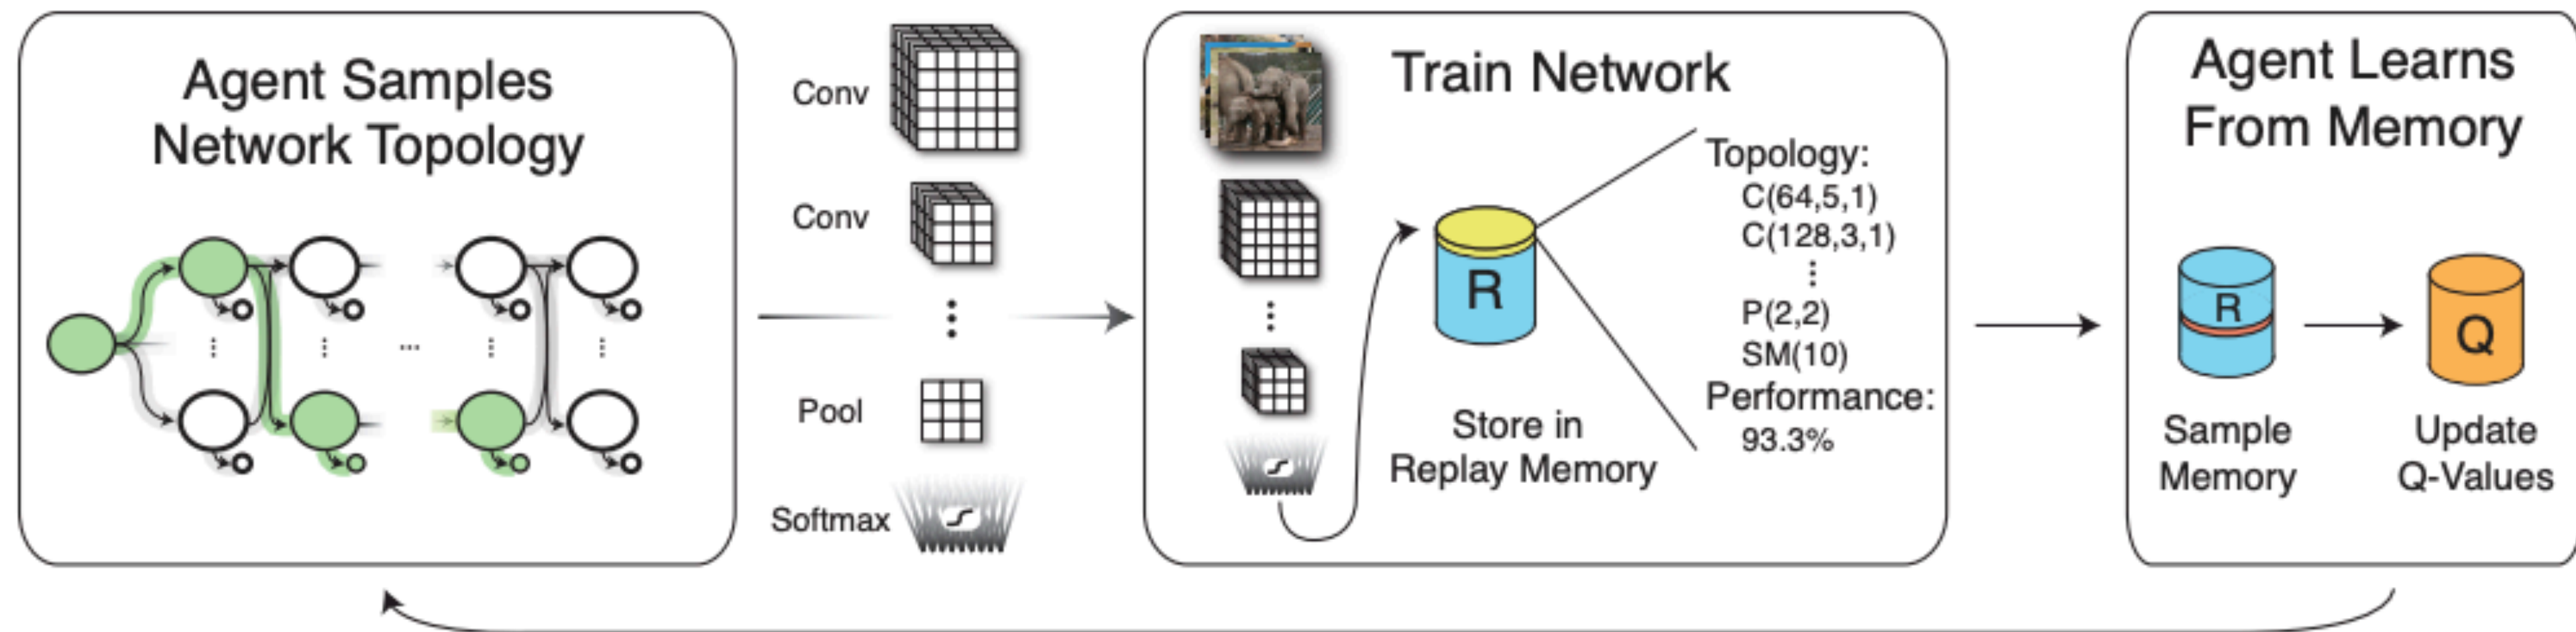 Agent Samples
Network Topology
Conv
Conv
Pool
Softmax
Train Network
R
Store in
Replay Memory
Topology:
C(64,5,1)
C(128,3,1)
P(2,2)
SM(10)
Performance:
93.3%
Agent Learns
From Memory
R
Sample
Memory
Q
Update
Q-Values